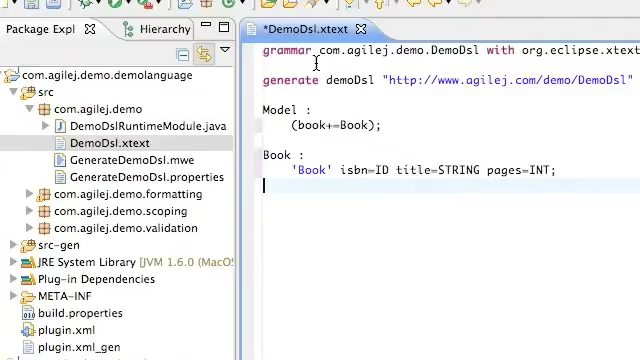 Package Expl
Hierarchy
com.agilej.demo.demolanguage
src
com.agilej.demo
DemoDslRuntimeModule.java
DemoDsl.xtext
GenerateDemoDsl.mwe
GenerateDemoDsl.properties
com.agilej.demo.formatting
com.agilej.demo.scoping
com.agilej.demo.validation
src-gen
JRE System Library [JVM 1.6.0 (MacOS
Plug-in Dependencies
META-INF
build.properties
plugin.xml
plugin.xml_gen
*DemoDsl.xtext
grammar com.agilej.demo.DemoDsl with org.eclipse.xtext
generate demoDsl "http://www.agilej.com/demo/DemoDsl"
Model :
(book+=Book);
Book :
'Book' isbn=ID title=STRING pages=INT;